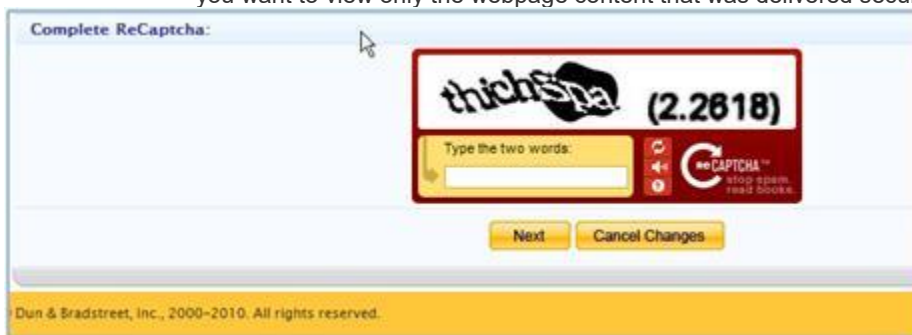 you want to view only the webpage content that was delivered
Complete ReCaptcha:
thichSpa. (2.2618)
Type the two words:
reCAPTCHA™
stop spam.
read books.
Next Cancel Changes
Dun & Bradstreet, Inc., 2000-2010. All rights reserved.